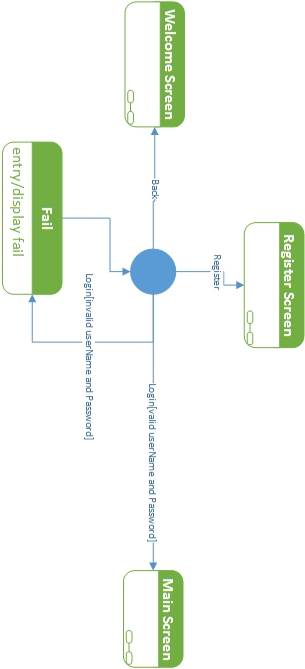 Welcome Screen
Back
Fail
entry/display fail
Register
Register Screen
Login[invalid userName and Password]
Login[valid userName and Password]
Main Screen